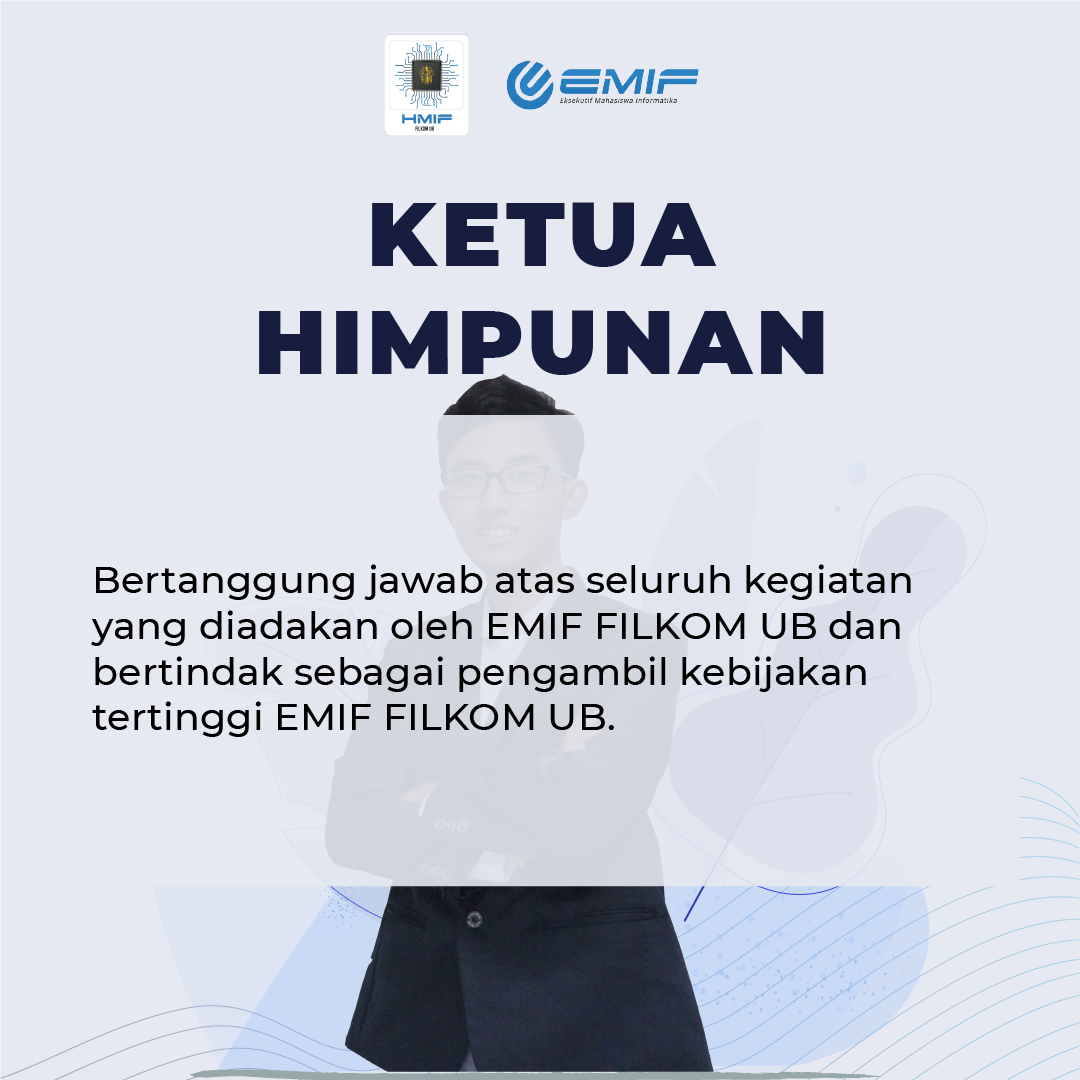 HMIF
FILKOM UB
EMIF
Eksekutif Mahasiswa Informatika
KETUA
HIMPUNAN
Bertanggung jawab atas seluruh kegiatan
yang diadakan oleh EMIF FILKOM UB dan
bertindak sebagai pengambil kebijakan
tertinggi EMIF FILKOM UB.